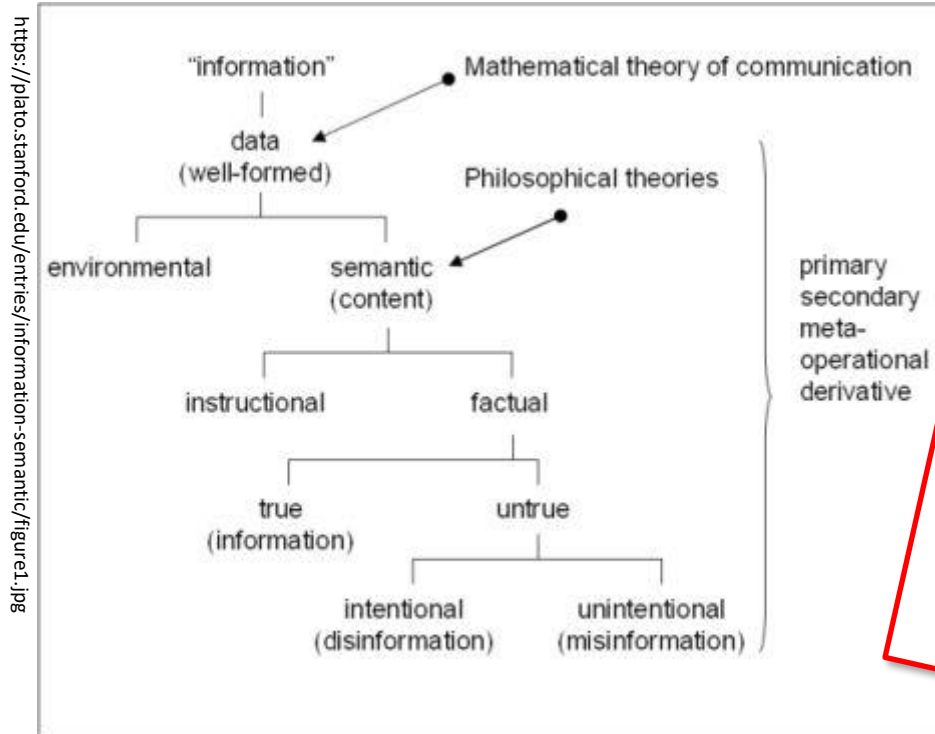 https://plato.stanford.edu/entries/information-semantic/figure1.jpg
“information”
Mathematical theory of communication
data
(well-formed)
Philosophical theories
environmental
semantic
(content)
primary
secondary
meta-
operational
derivative
instructional
factual
true
(information)
untrue
intentional
(disinformation)
unintentional
(misinformation)